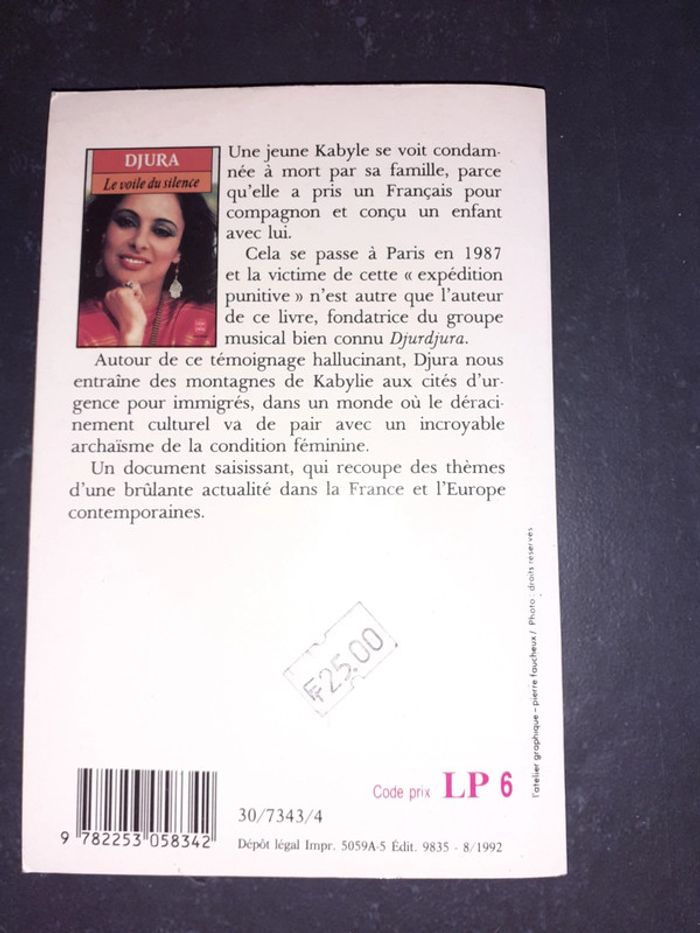 DJURA
Le voile du silence
Une jeune Kabyle se voit condam-
née à mort par sa famille, parce
qu'elle a pris un Français pour
compagnon et conçu un enfant
avec lui.
Cela se passe à Paris en 1987
et la victime de cette « expédition
punitive » n'est autre que l'auteur
de ce livre, fondatrice du groupe
musical bien connu Djurdjura.
Autour de ce témoignage hallucinant, Djura nous
entraîne des montagnes de Kabylie aux cités d'ur-
gence pour immigrés, dans un monde où le déraci-
nement culturel va de pair avec un incroyable
archaïsme de la condition féminine.
Un document saisissant, qui recoupe des thèmes
d'une brûlante actualité dans la France et l'Europe
contemporaines.
l'atelier graphique – pierre faucheux / Photo : droits réservés
F25.00
Code prix LP 6
30/7343/4
9 782253 058342
Dépôt légal Impr. 5059A-5 Édit. 9835 - 8/1992